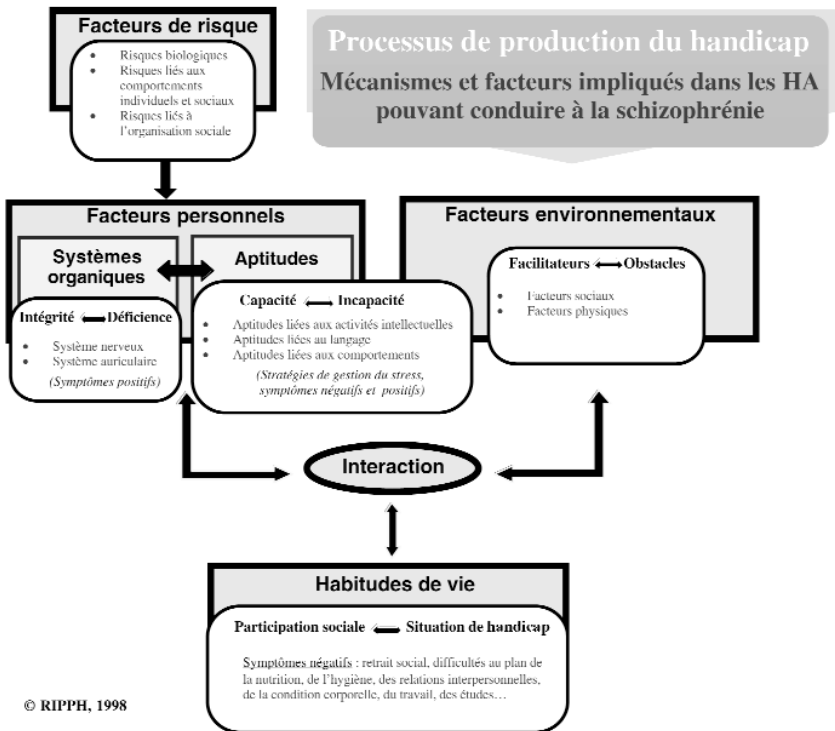 Facteurs de risque
• Risques biologiques
• Risques liés aux
comportements
individuels et sociaux
• Risques liés à
l'organisation sociale
Processus de production du handicap
Mécanismes et facteurs impliqués dans les HA
pouvant conduire à la schizophrénie
Facteurs personnels
Systèmes
organiques
Aptitudes
Intégrité Déficience
• Système nerveux
• Système auriculaire
(Symptômes positifs)
Capacité Incapacité
• Aptitudes liées aux activités intellectuelles
• Aptitudes liées au langage
• Aptitudes liées aux comportements
(Stratégies de gestion du stress,
symptômes négatifs et positifs)
Facteurs environnementaux
Facilitateurs Obstacles
• Facteurs sociaux
• Facteurs physiques
Interaction
Habitudes de vie
Participation sociale Situation de handicap
Symptômes négatifs : retrait social, difficultés au plan de
la nutrition, de l'hygiène, des relations interpersonnelles,
de la condition corporelle, du travail, des études…
© RIPPH, 1998